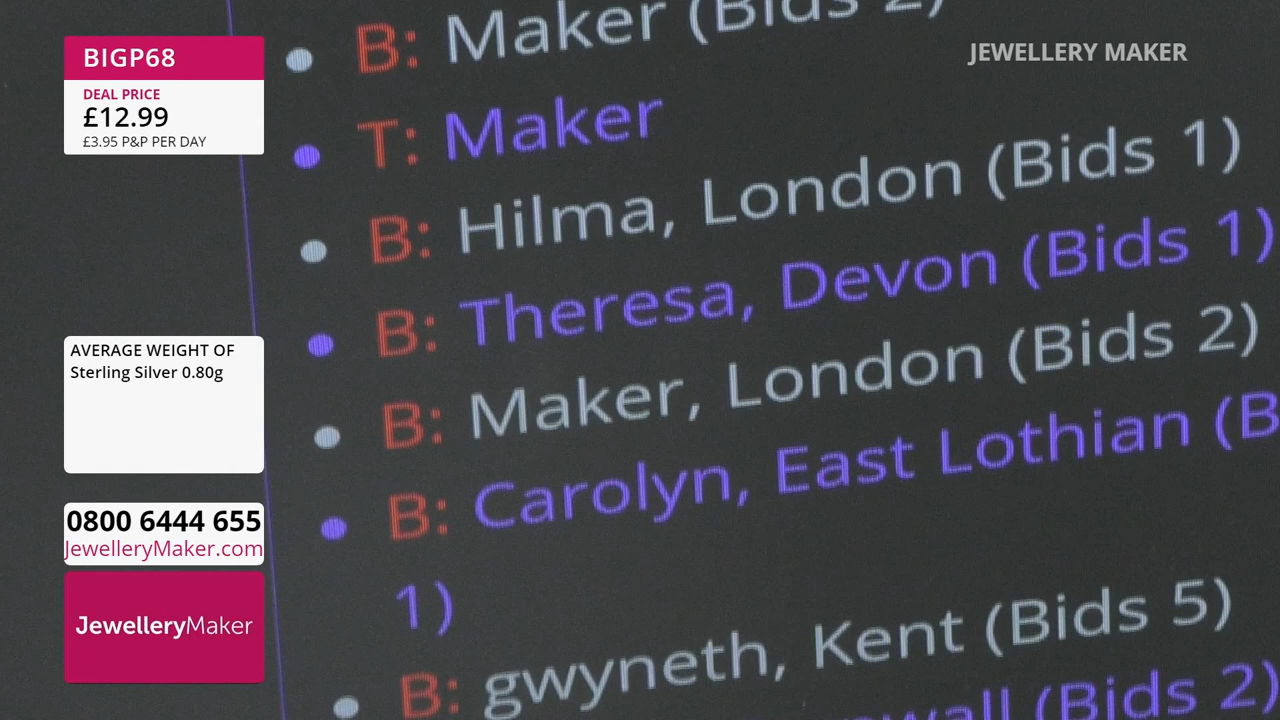 BIGP68
DEAL PRICE
£12.99
£3.95 P&P PER DAY
AVERAGE WEIGHT OF
Sterling Silver 0.80g
0800 6444 655
JewelleryMaker.com
JewelleryMaker
JEWELLERY MAKER
B: Maker (Bids 2)
T: Maker
B: Hilma, London (Bids 1)
B: Theresa, Devon (Bids 1)
B: Maker, London (Bids 2)
B: Carolyn, East Lothian (B
1)
B: gwyneth, Kent (Bids 5)
(Bids 2)